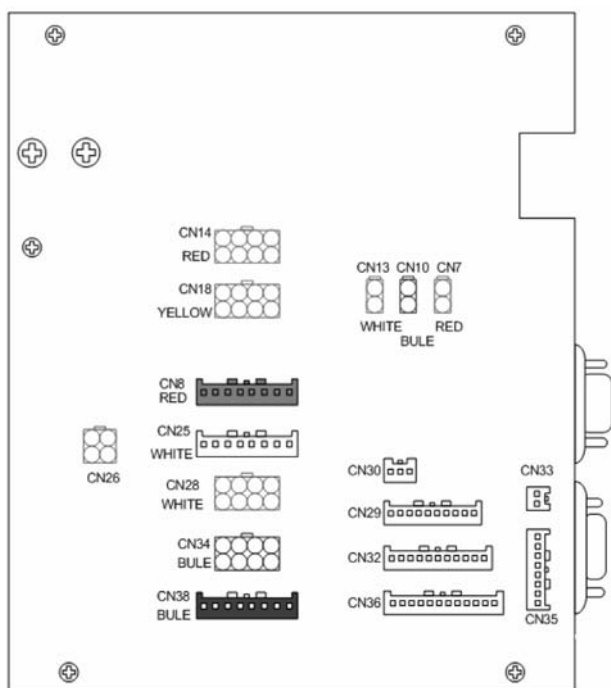 CN14
RED
CN18
YELLOW
CN13 CN10 CN7
WHITE RED
BULE
CN8
RED
CN25
WHITE
CN26
CN28
WHITE
CN34
BULE
CN38
BULE
CN30
CN33
CN29
CN32
CN36
CN35